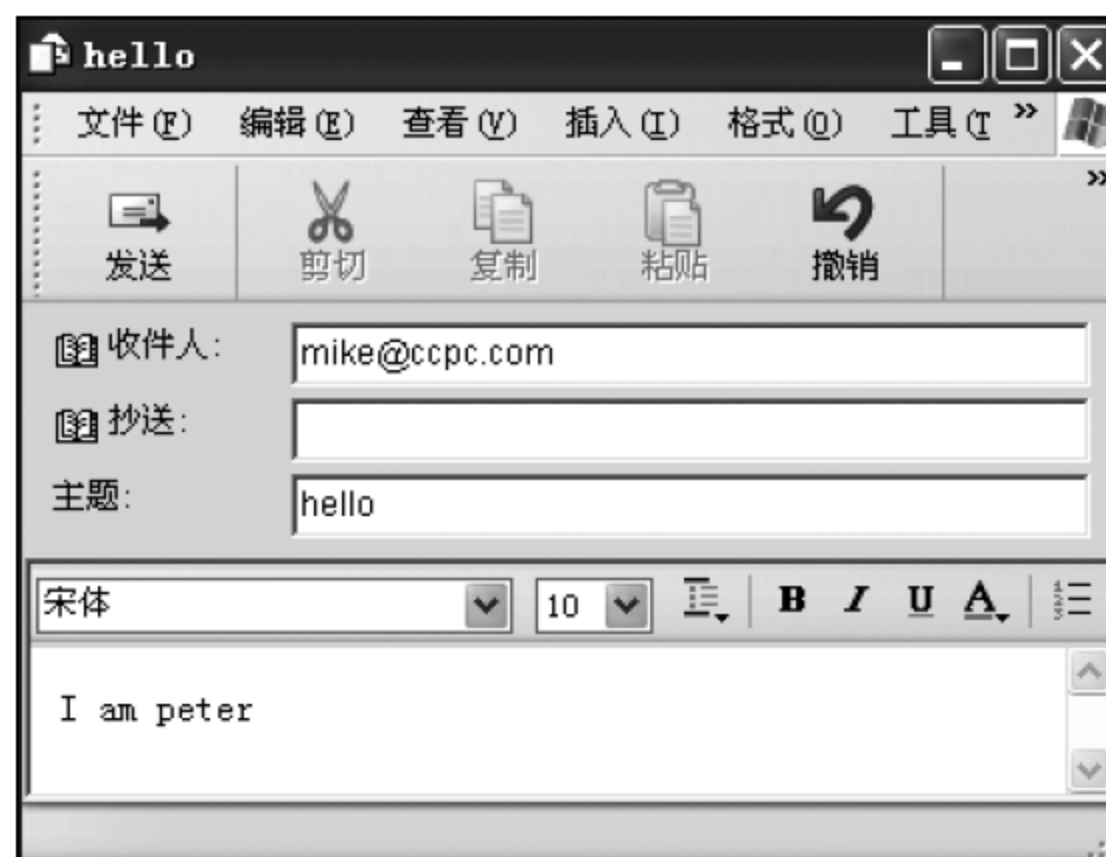 hello
文件(F) 编辑(E) 查看(V) 插入(I) 格式(O) 工具(T »
»
发送 剪切 复制 粘贴 撤销
收件人: mike@ccpc.com
抄送:
主题: hello
宋体 10 B I U A
I am peter